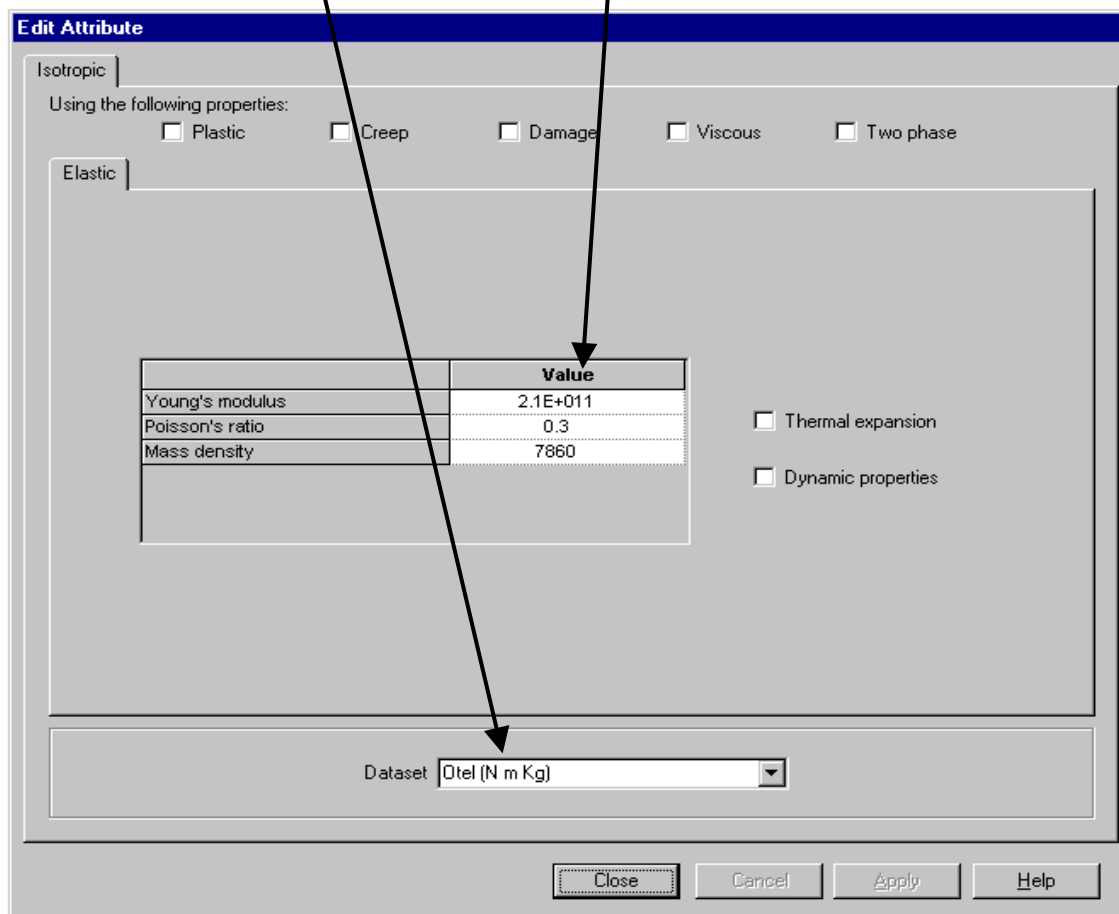 Edit Attribute
Isotropic
Using the following properties:
Plastic Creep Damage Viscous Two phase
Elastic
Value
Young's modulus 2.1E+011
Poisson's ratio 0.3
Mass density 7860
Thermal expansion
Dynamic properties
Dataset Otel (N m Kg)
Close Cancel Apply Help